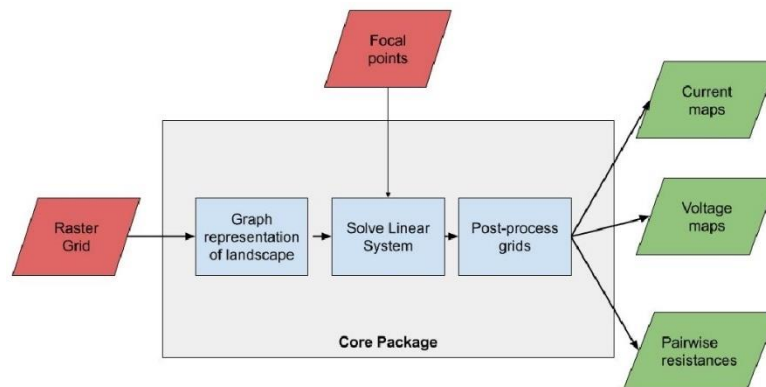 Focal
points
Current
maps
Raster
Grid
Graph
representation
of landscape
Solve Linear
System
Post-process
grids
Voltage
maps
Core Package
Pairwise
resistances